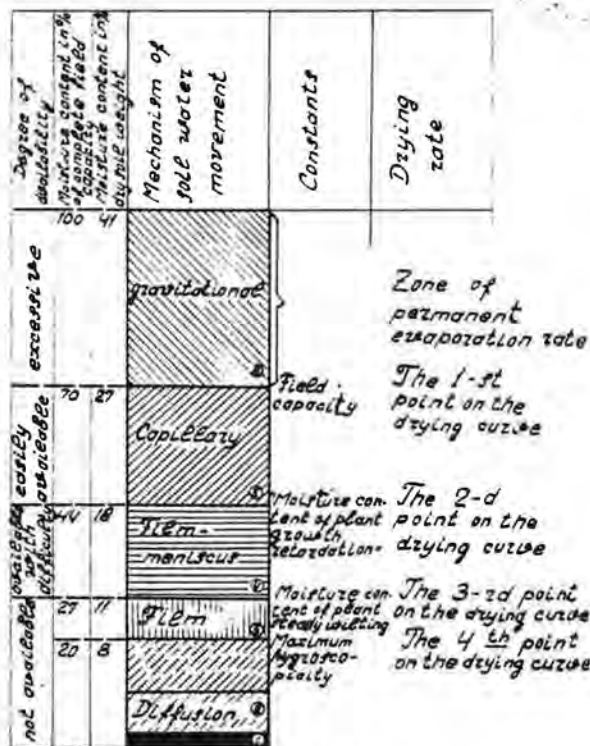 Degree of
availability
Moisture content in %
of complete field
capacity
Moisture content in %
dry soil weight
Mechanism of
soil water
movement
Constants
Drying
rate
100
41
excessive
gravitational
Zone of
permanent
evaporation rate
70
27
Field
capacity
The 1-st
point on the
drying curve
easily
available
Capillary
44
18
Moisture con-
tent of plant
growth
retardation
The 2-d
point on the
drying curve
available
with
difficulty
Film-
meniscus
27
11
Moisture con-
tent of plant
steady wilting
The 3-rd point
on the drying curve
Film
20
8
Maximum
hygrosco-
picity
The 4 th point
on the drying curve
not available
Diffusion